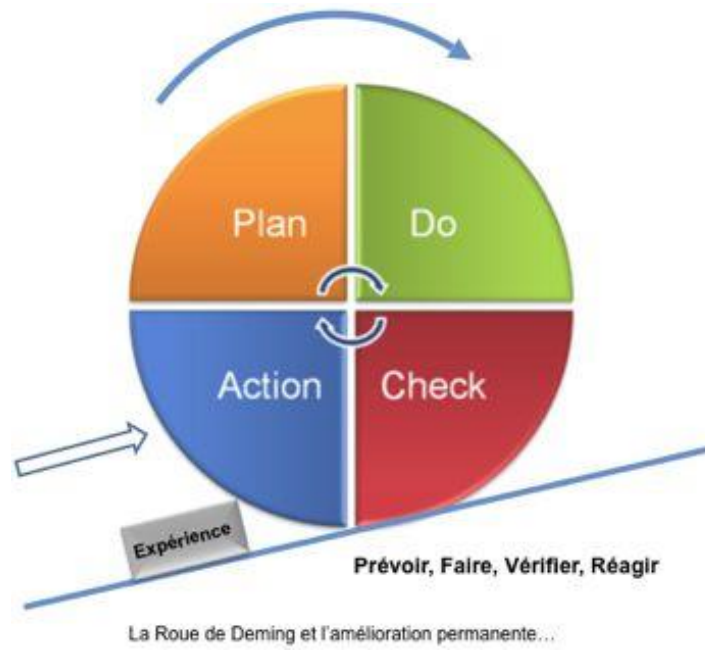 Plan
Do
Action
Check
Expérience
Prévoir, Faire, Vérifier, Réagir
La Roue de Deming et l'amélioration permanente…